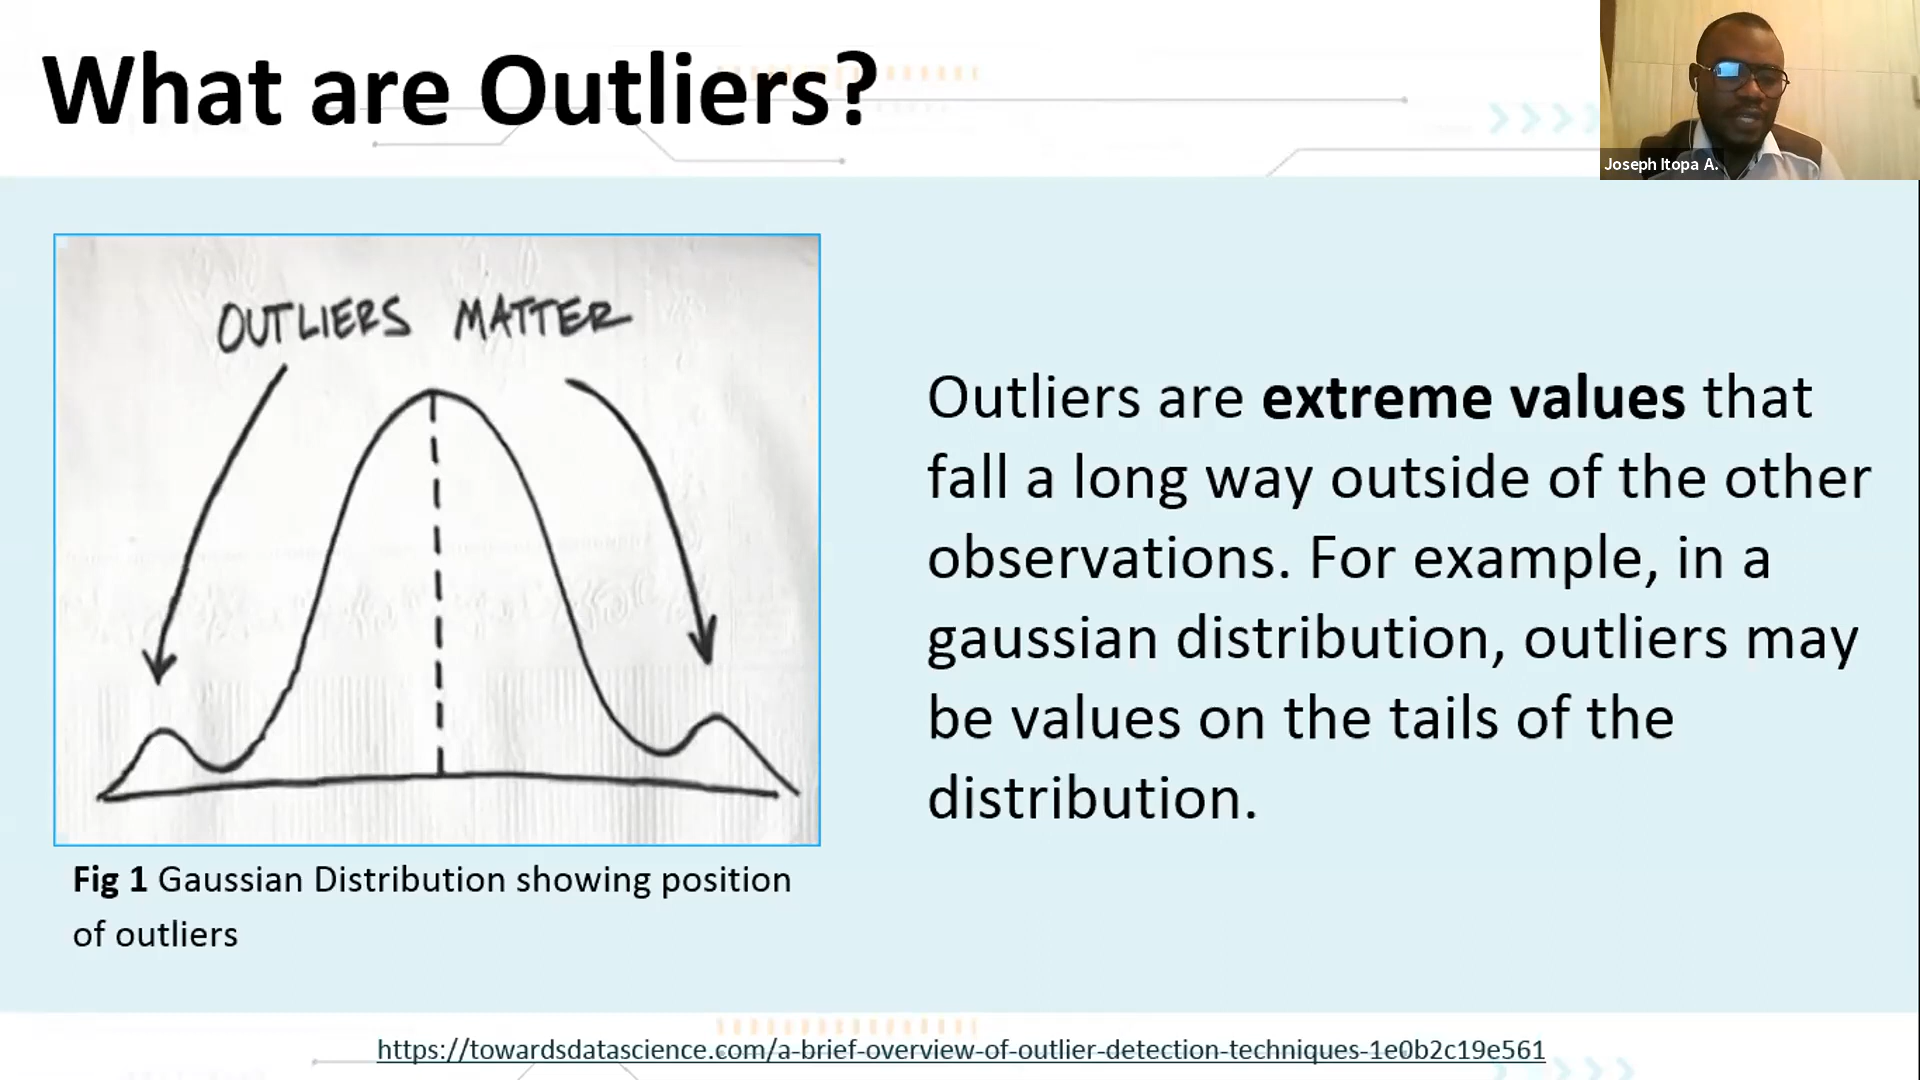 What are Outliers?
Joseph Itopa A.
OUTLIERS MATTER
Outliers are extreme values that
fall a long way outside of the other
observations. For example, in a
gaussian distribution, outliers may
be values on the tails of the
distribution.
Fig 1 Gaussian Distribution showing position
of outliers
https://towardsdatascience.com/a-brief-overview-of-outlier-detection-techniques-1e0b2c19e561